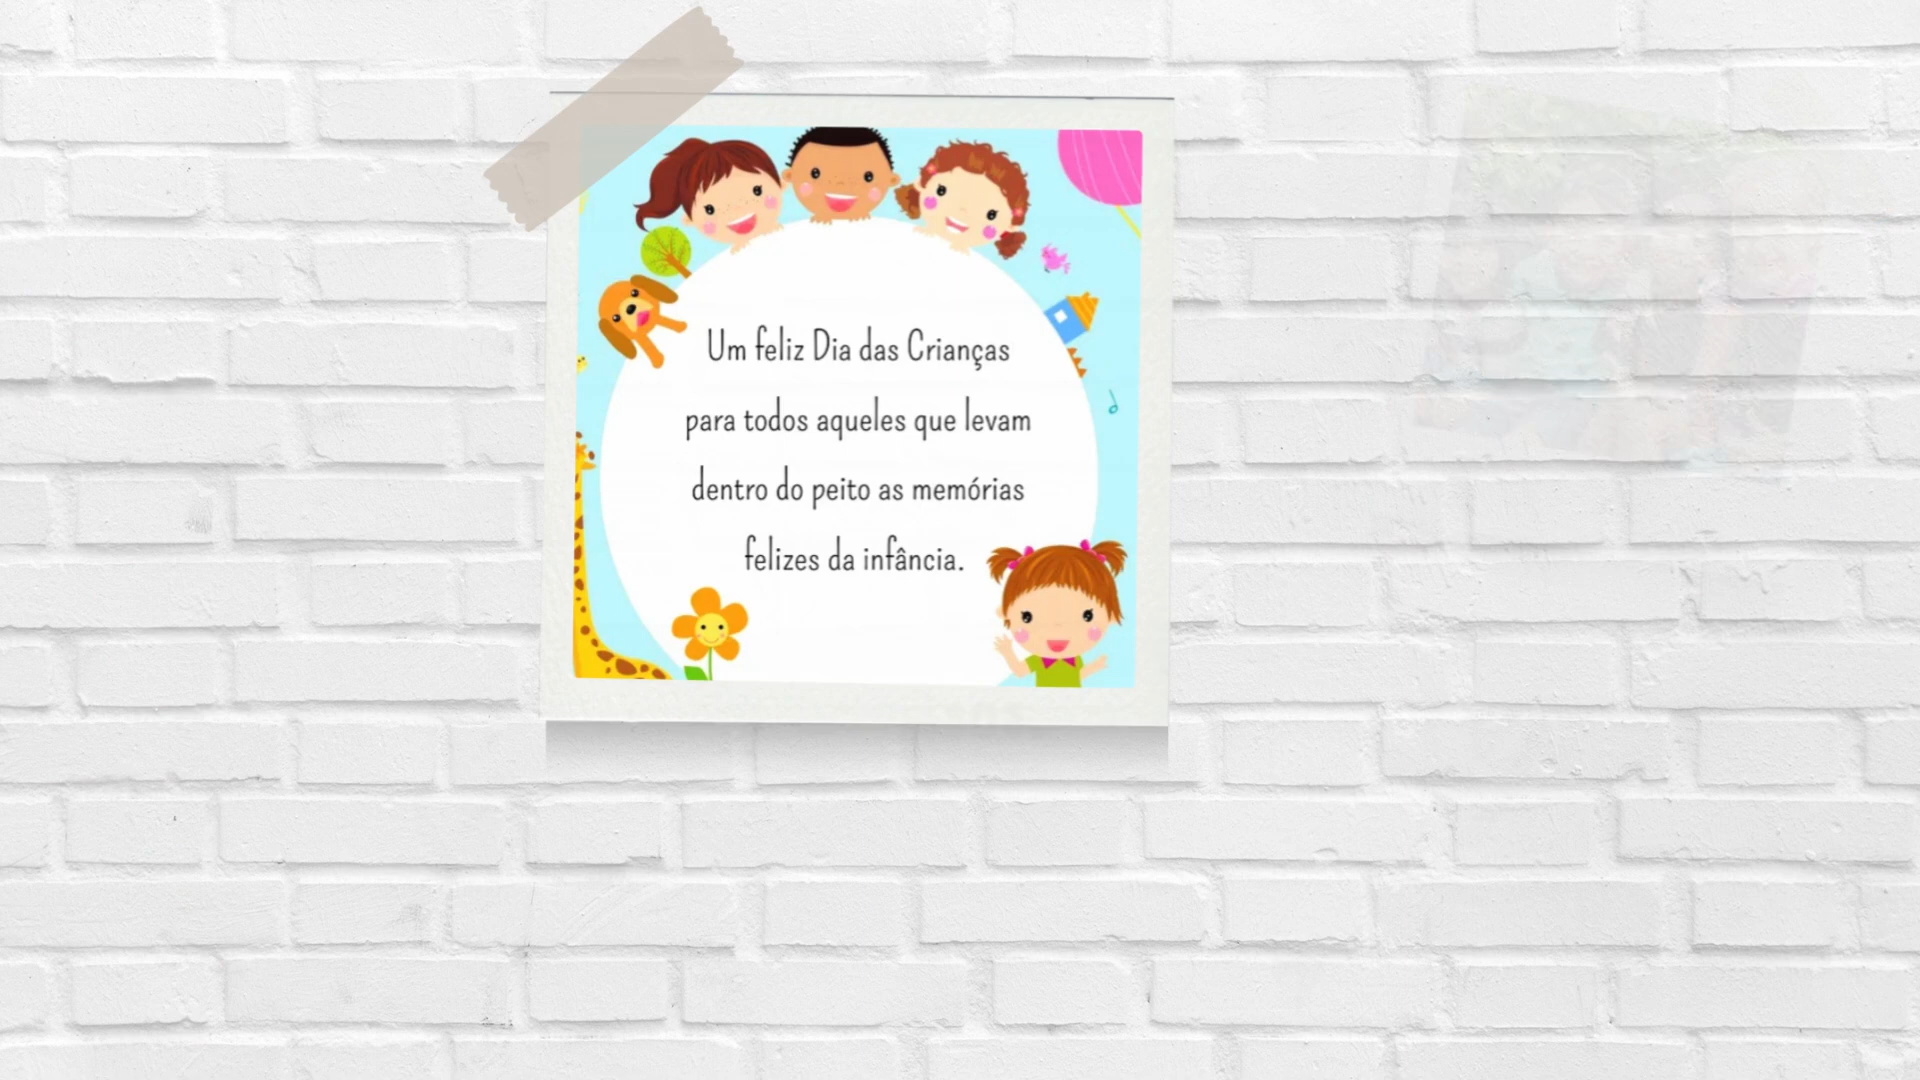 Um feliz Dia das Crianças
para todos aqueles que levam
dentro do peito as memórias
felizes da infância.